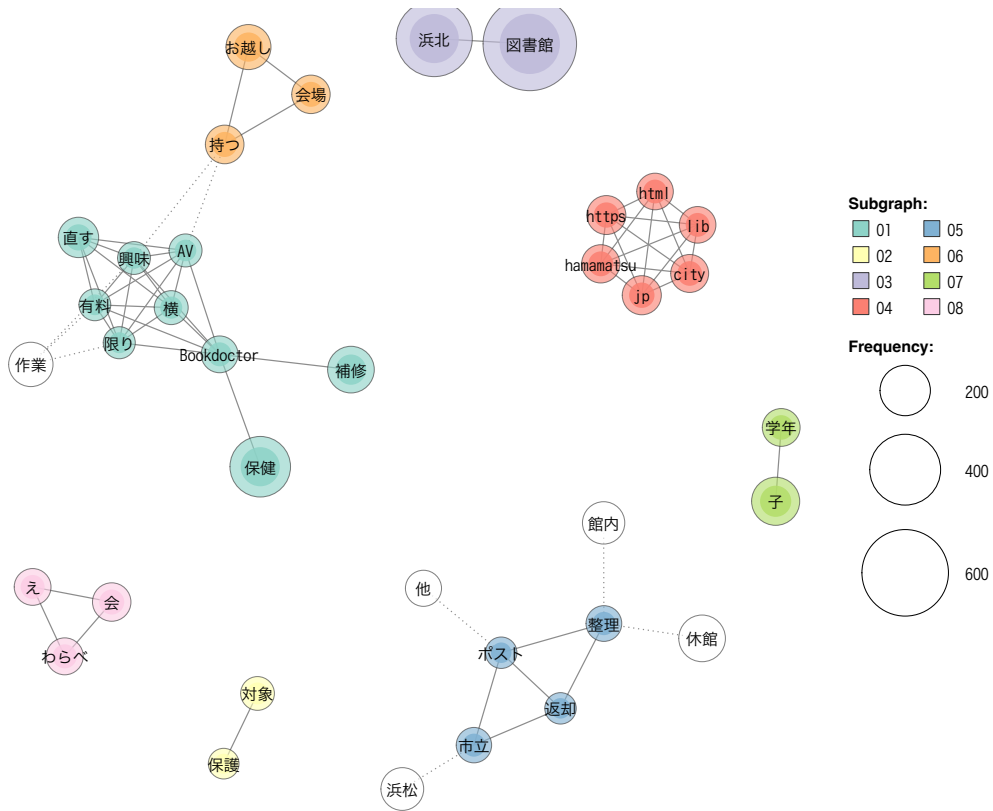 浜北
図書館
お越し
会場
持つ
html
https
lib
hamamatsu
city
jp
直す
興味
AV
有料
横
限り
Bookdoctor
作業
補修
保健
学年
子
館内
他
整理
休館
ポスト
返却
市立
浜松
え
会
わらべ
対象
保護
Subgraph:
01 05
02 06
03 07
04 08
Frequency:
200
400
600